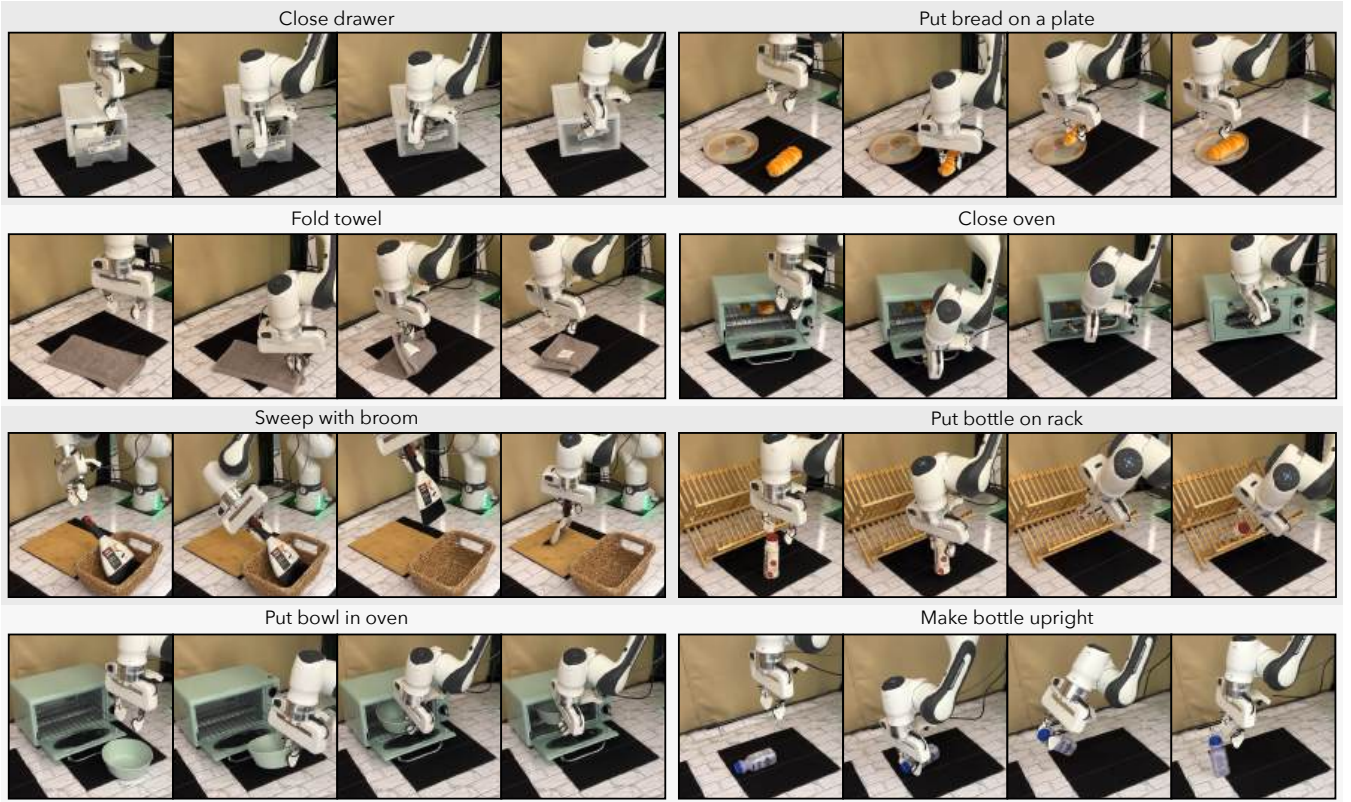 Close drawer
Put bread on a plate
Fold towel
Close oven
Sweep with broom
Put bottle on rack
Put bowl in oven
Make bottle upright